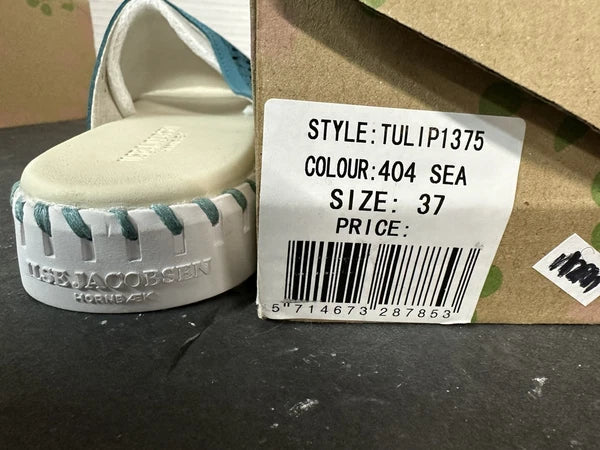 STYLE:TULIP1375
COLOUR:404 SEA
SIZE: 37
PRICE:
5 714673 287853
ILSE JACOBSEN
HORNBÆK